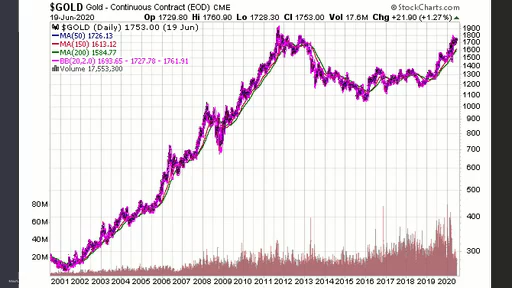 $GOLD Gold - Continuous Contract (EOD) CME © StockCharts.com
19-Jun-2020 Op 1729.80 Hi 1760.90 Lo 1728.30 Cl 1753.00 Vol 17.6M Chg +21.90 (+1.27%)
$GOLD (Daily) 1753.00 (19 Jun)
MA(50) 1726.13
MA(150) 1613.12
MA(200) 1584.77
BB(20,2.0) 1693.65 - 1727.78 - 1761.91
Volume 17,553,300
1900
1800
1700
1600
1500
1400
1300
1200
1100
1000
900
800
700
600
500
400
300
80M
60M
40M
20M
2001 2002 2003 2004 2005 2006 2007 2008 2009 2010 2011 2012 2013 2014 2015 2016 2017 2018 2019 2020